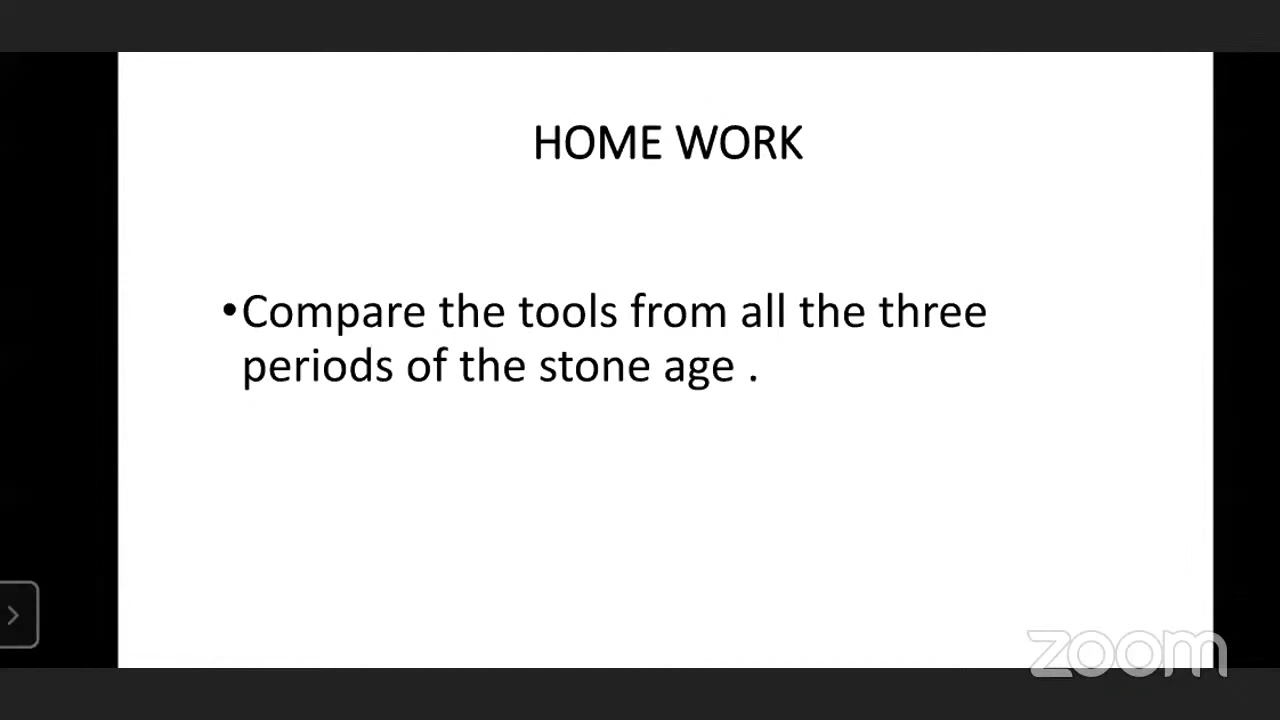 HOME WORK
•Compare the tools from all the three
periods of the stone age .
zoom